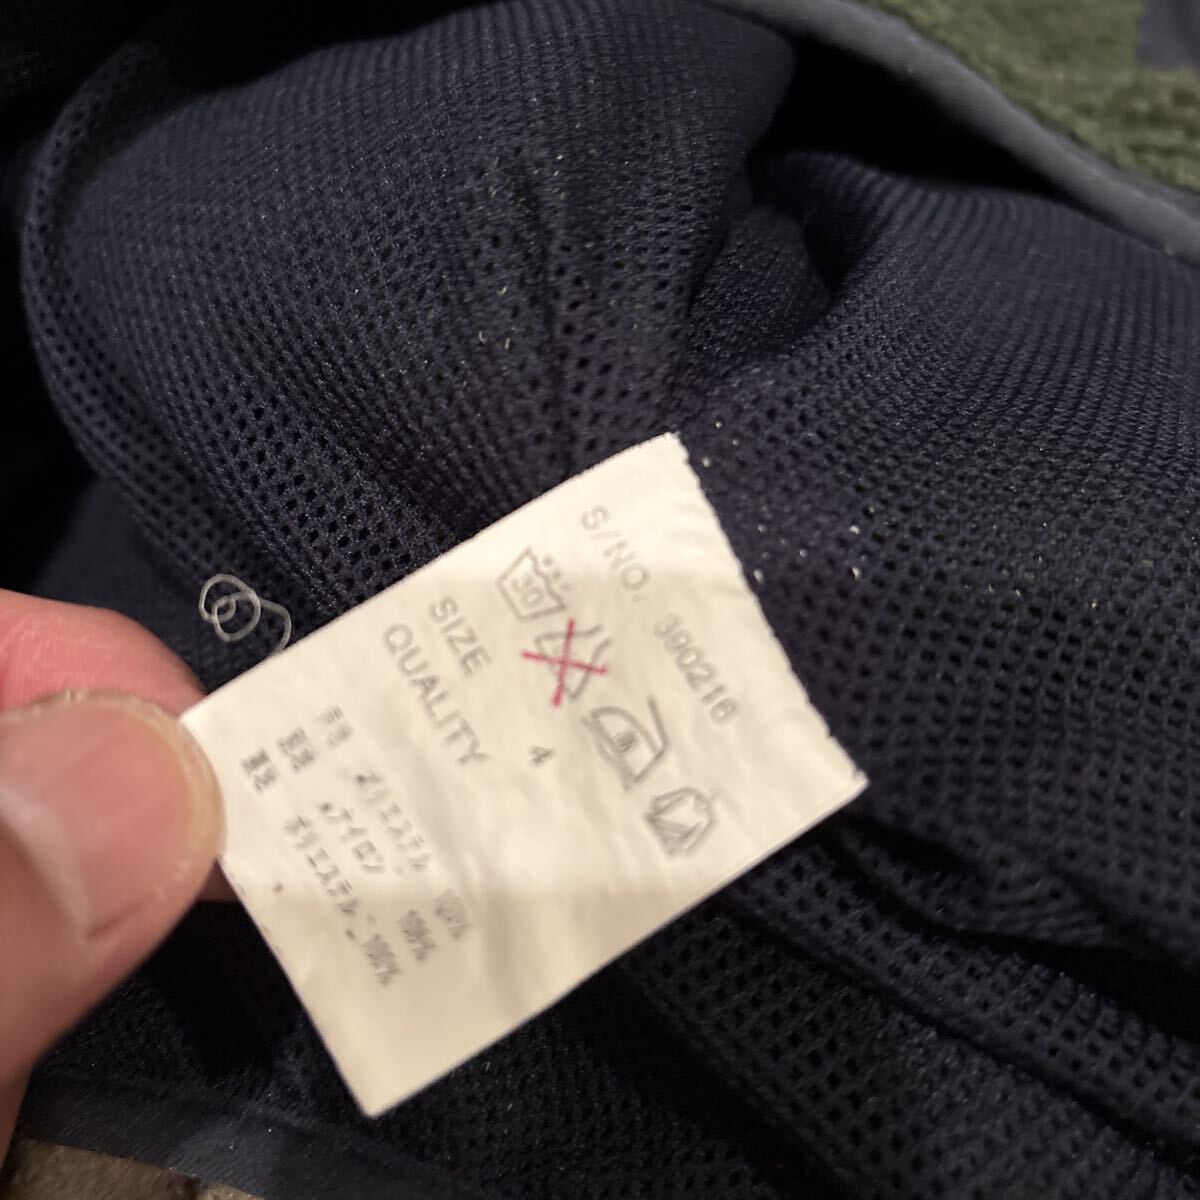 S/NO. 390216
30
SIZE 4
QUALITY
ポリエステル 100%
ナイロン 100%
ポリエステル 100%